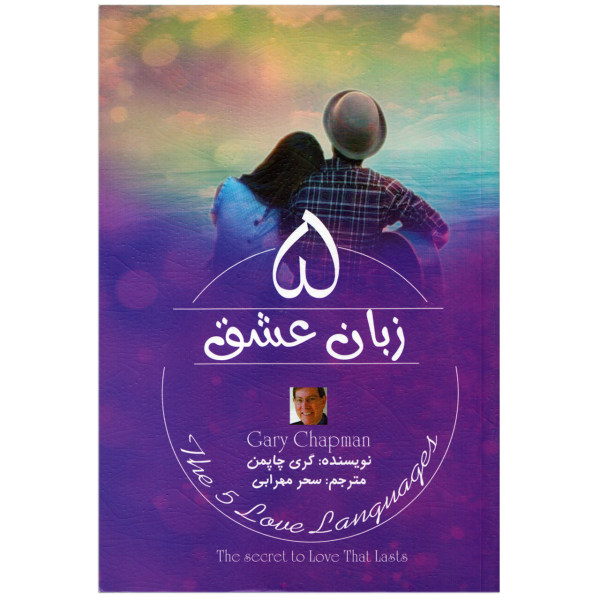 ۵
زبان عشق
Gary Chapman
نویسنده: گری چاپمن
مترجم: سحر مهرابی
The 5 Love Languages
The secret to Love That Lasts